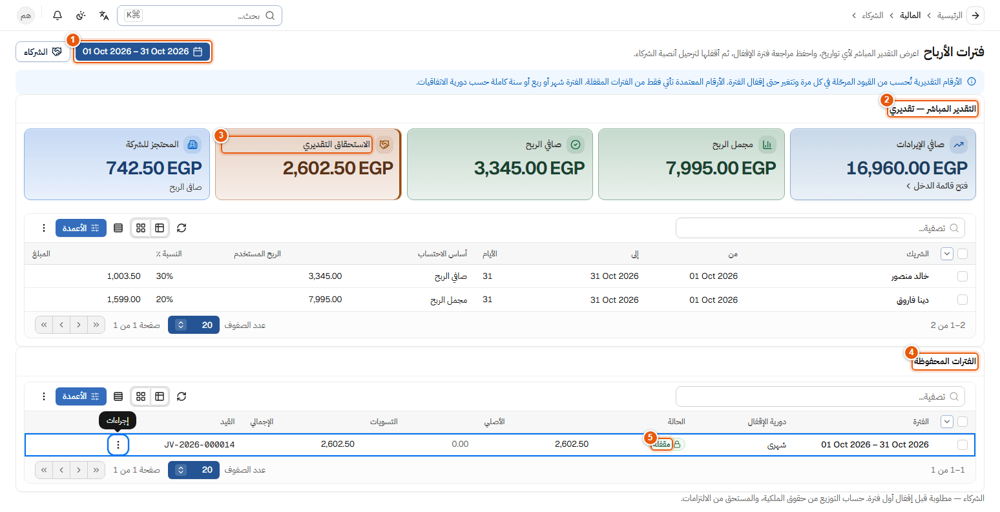 الرئيسية
المالية
الشركاء
بحث...
⌘K
هم
فترات الأرباح
اعرض التقدير المباشر لأي تواريخ، واحفظ مراجعة فترة الإقفال، ثم أقفلها لترحيل أنصبة الشركاء.
1
01 Oct 2026 – 31 Oct 2026
الشركاء
الأرقام التقديرية تُحسب من القيود المرحّلة في كل مرة وتتغير حتى إقفال الفترة. الأرقام المعتمدة تأتي فقط من الفترات المقفلة. الفترة شهر أو ربع أو سنة كاملة حسب دورية الاتفاقيات.
2
التقدير المباشر — تقديري
صافي الإيرادات
16,960.00 EGP
فتح قائمة الدخل
مجمل الربح
7,995.00 EGP
صافي الربح
3,345.00 EGP
3
الاستحقاق التقديري
2,602.50 EGP
المحتجز للشركة
742.50 EGP
صافي الربح
تصفية...
الأعمدة
الشريك من إلى الأيام أساس الاحتساب الربح المستخدم النسبة ٪ المبلغ
خالد منصور 01 Oct 2026 31 Oct 2026 31 صافي الربح 3,345.00 30% 1,003.50
دينا فاروق 01 Oct 2026 31 Oct 2026 31 مجمل الربح 7,995.00 20% 1,599.00
1–2 من 2
عدد الصفوف 20 صفحة 1 من 1
4
الفترات المحفوظة
تصفية...
الأعمدة
إجراءات
الفترة دورية الإقفال الحالة الأصلي التسويات الإجمالي القيد
5
01 Oct 2026 – 31 Oct 2026 شهري مقفلة 2,602.50 0.00 2,602.50 JV-2026-000014
1–1 من 1
عدد الصفوف 20 صفحة 1 من 1
الشركاء — مطلوبة قبل إقفال أول فترة. حساب التوزيع من حقوق الملكية، والمستحق من الالتزامات.